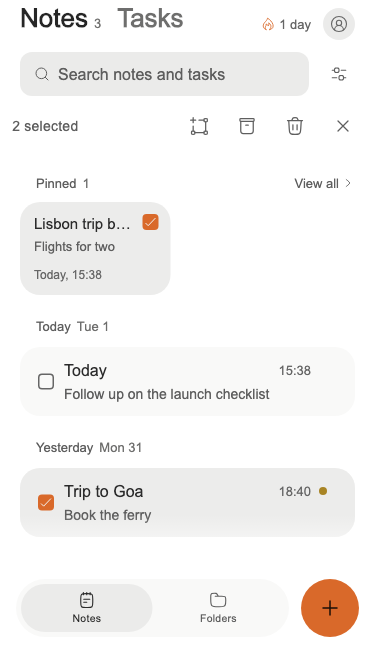 Notes 3 Tasks
1 day
Search notes and tasks
2 selected
Pinned 1
View all
Lisbon trip b...
Flights for two
Today, 15:38
Today Tue 1
Today 15:38
Follow up on the launch checklist
Yesterday Mon 31
Trip to Goa 18:40
Book the ferry
Notes
Folders